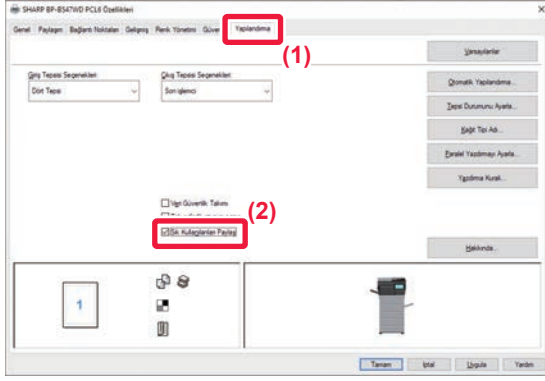 SHARP BP-B547WD PCL6 Özellikleri
Genel Paylaşım Bağlantı Noktaları Gelişmiş Renk Yönetimi Güven Yapılandırma
(1)
Varsayılanlar
Giriş Tepsisi Seçenekleri: Çıkış Tepsisi Seçenekleri:
Dört Tepsi Son işlemci
Otomatik Yapılandırma...
Tepsi Durumunu Ayarla...
Kağıt Tipi Adı...
Paralel Yazdırmayı Ayarla...
Yazdırma Kuralı...
Veri Güvenlik Takımı
(2)
Sık Kullanılanları Paylaş
Hakkında...
1
Tamam İptal Uygula Yardım